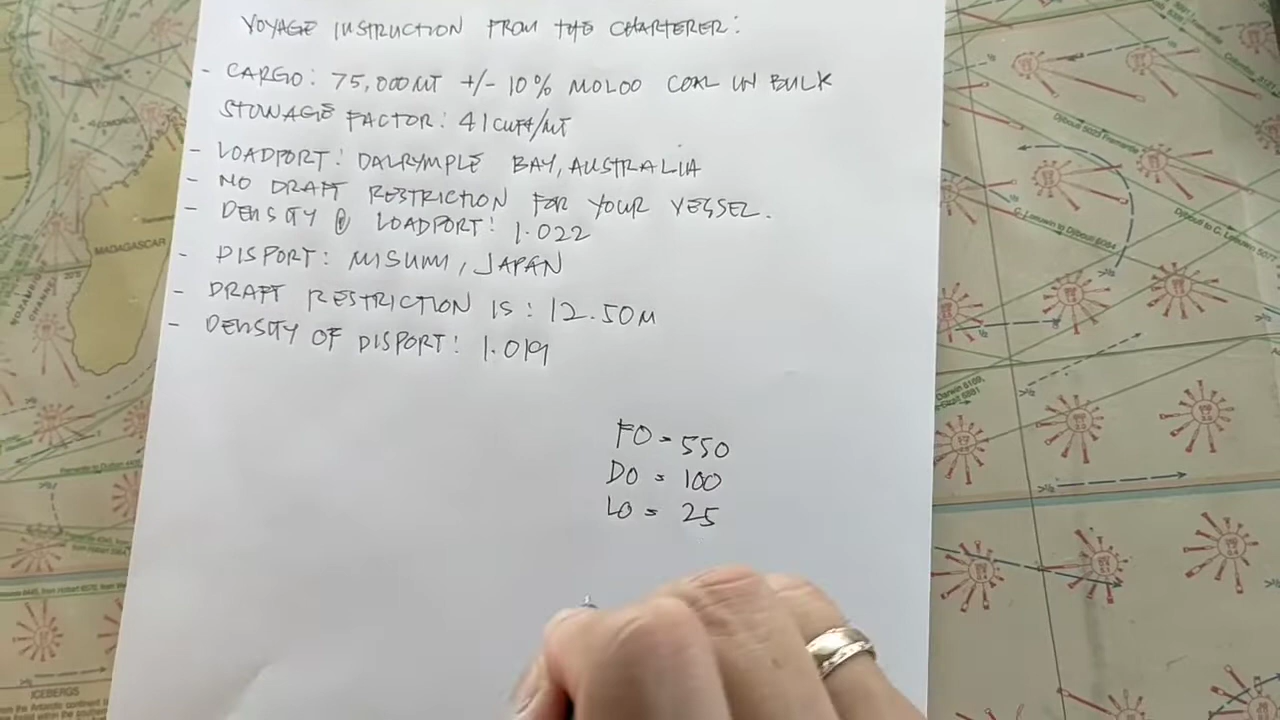 VOYAGE INSTRUCTION FROM THE CHARTERER:
- CARGO: 75,000MT +/- 10% MOLOO COAL IN BULK
STOWAGE FACTOR: 41cuft/MT
- LOADPORT: DALRYMPLE BAY, AUSTRALIA
- NO DRAFT RESTRICTION FOR YOUR VESSEL.
- DENSITY @ LOADPORT: 1.022
- DISPORT: MISUMI, JAPAN
- DRAFT RESTRICTION IS: 12.50M
- DENSITY OF DISPORT: 1.019
FO = 550
DO = 100
LO = 25
MADAGASCAR
ICEBERGS